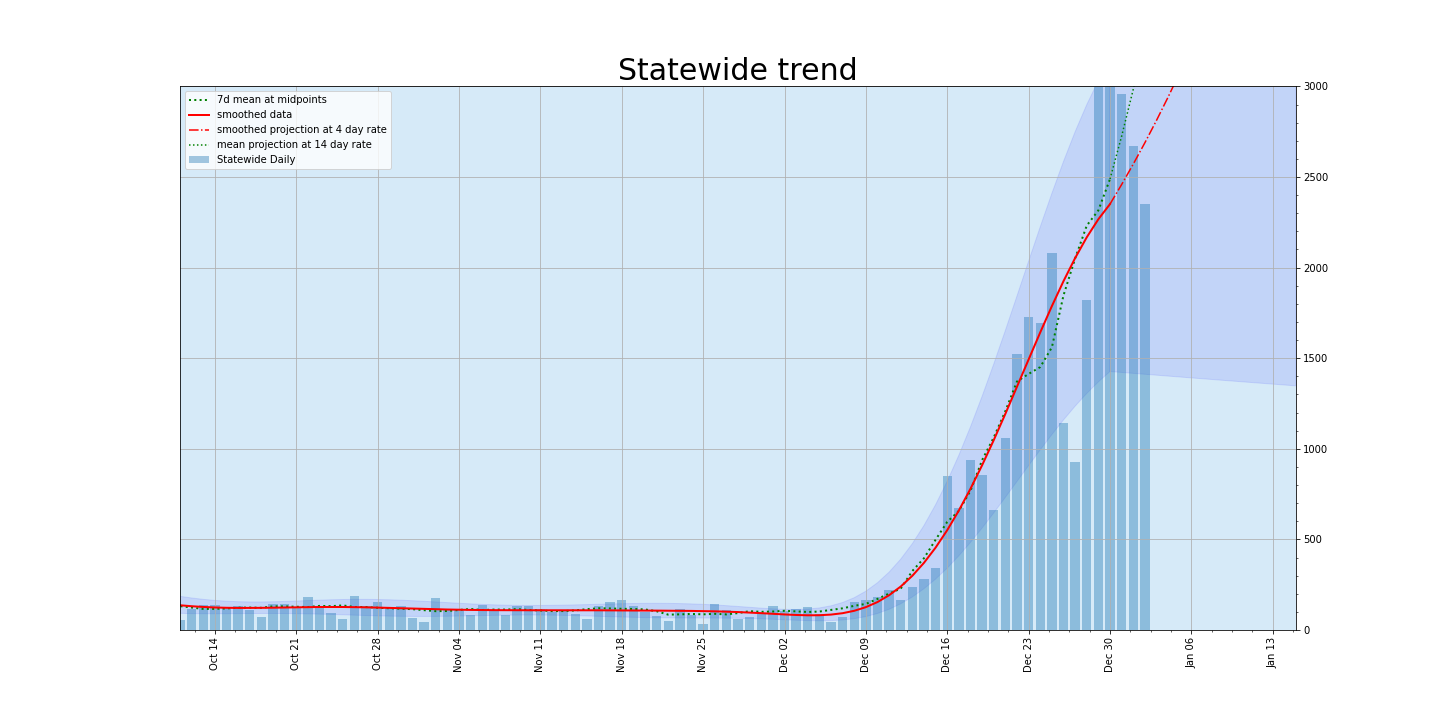 Statewide trend
7d mean at midpoints
smoothed data
smoothed projection at 4 day rate
mean projection at 14 day rate
Statewide Daily
3000
2500
2000
1500
1000
500
0
Oct 14
Oct 21
Oct 28
Nov 04
Nov 11
Nov 18
Nov 25
Dec 02
Dec 09
Dec 16
Dec 23
Dec 30
Jan 06
Jan 13